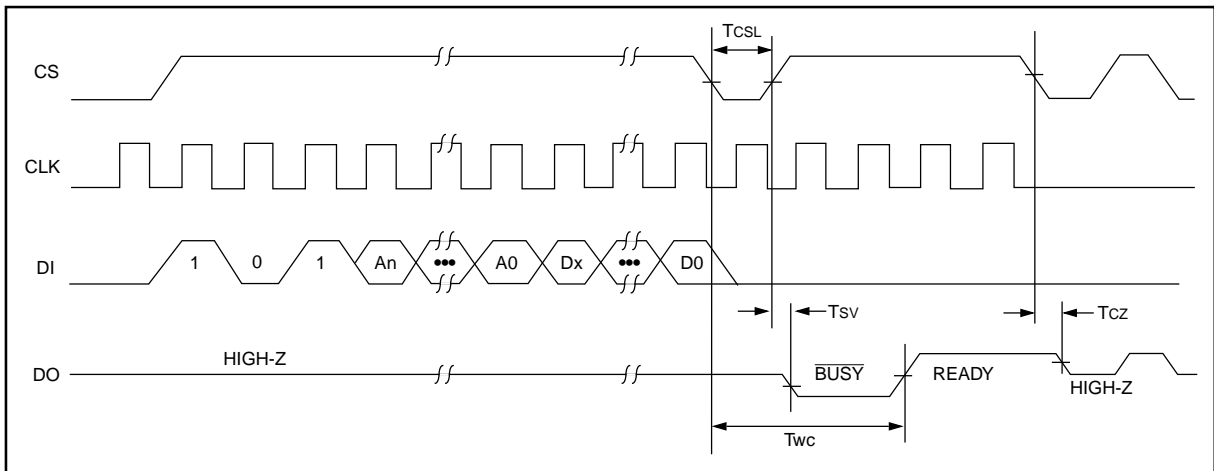 TCSL
CS
CLK
DI
1 0 1 An ••• A0 Dx ••• D0
TSV
TCZ
DO
HIGH-Z
BUSY
READY
HIGH-Z
TWC